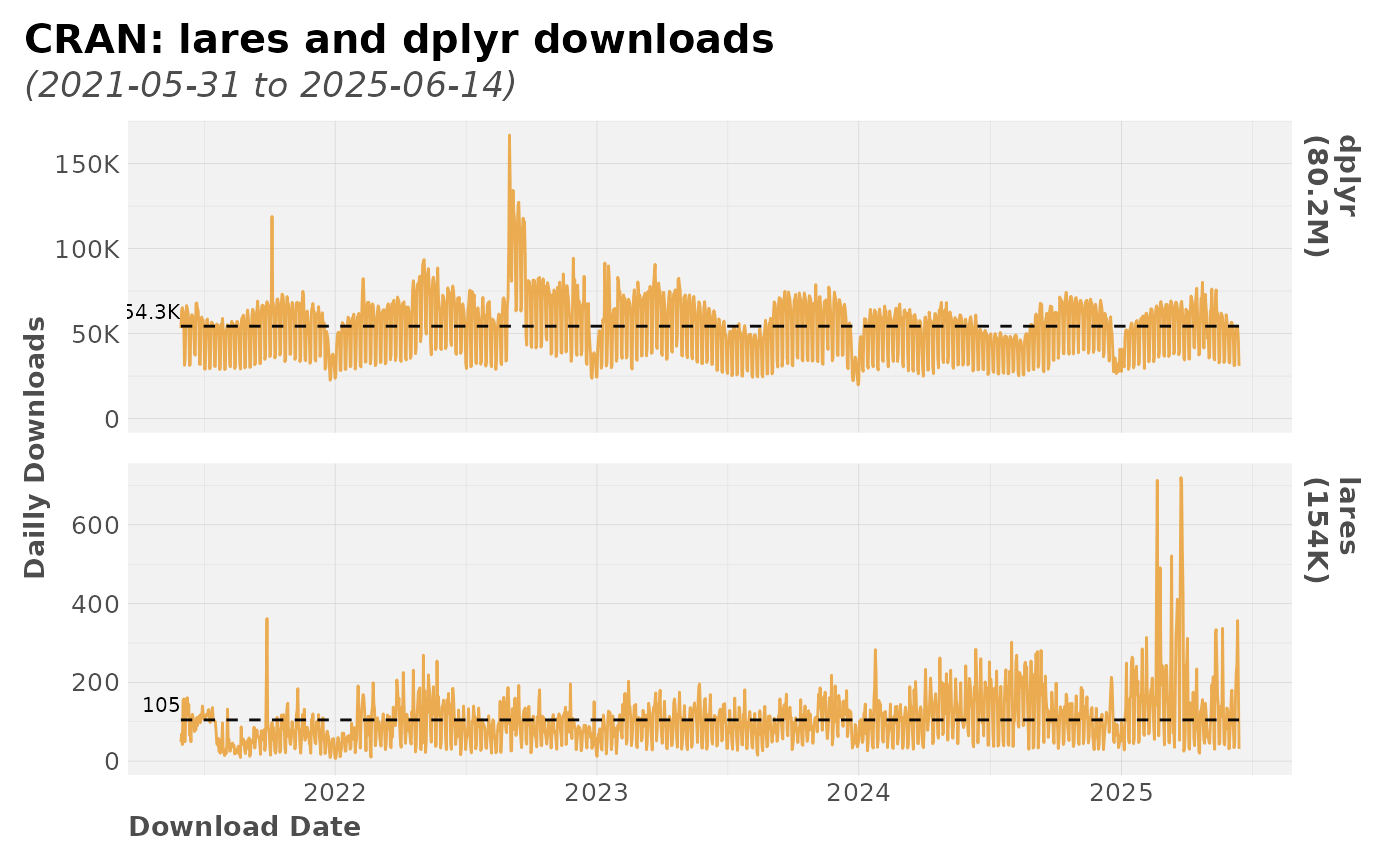 CRAN: lares and dplyr downloads
(2021-05-31 to 2025-06-14)
Dailly Downloads
150K
100K
54.3K
50K
0
dplyr
(80.2M)
600
400
200
105
0
lares
(154K)
2022
2023
2024
2025
Download Date